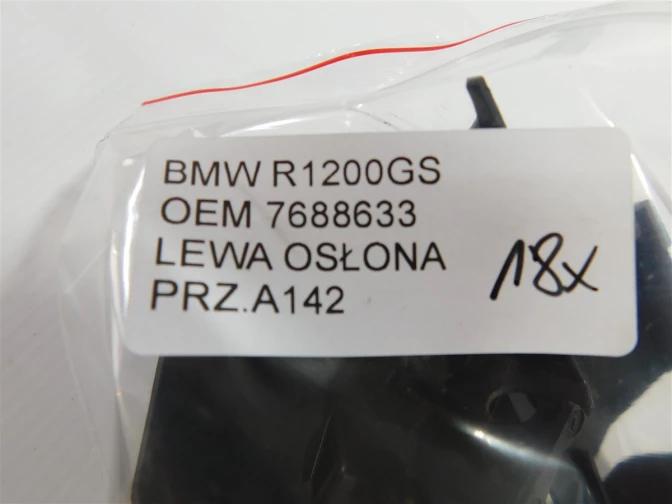 BMW R1200GS
OEM 7688633
LEWA OSŁONA
PRZ.A142
18x